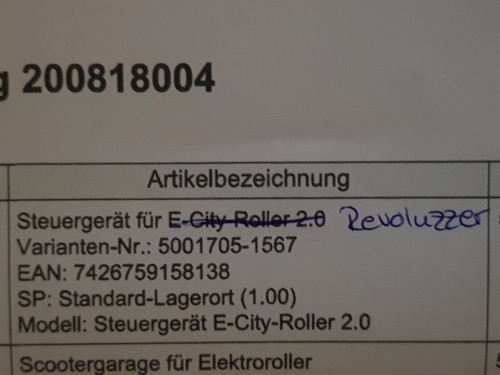 g 200818004
Artikelbezeichnung
Steuergerät für E-City-Roller 2.0 Revoluzzer
Varianten-Nr.: 5001705-1567
EAN: 7426759158138
SP: Standard-Lagerort (1.00)
Modell: Steuergerät E-City-Roller 2.0
Scootergarage für Elektroroller